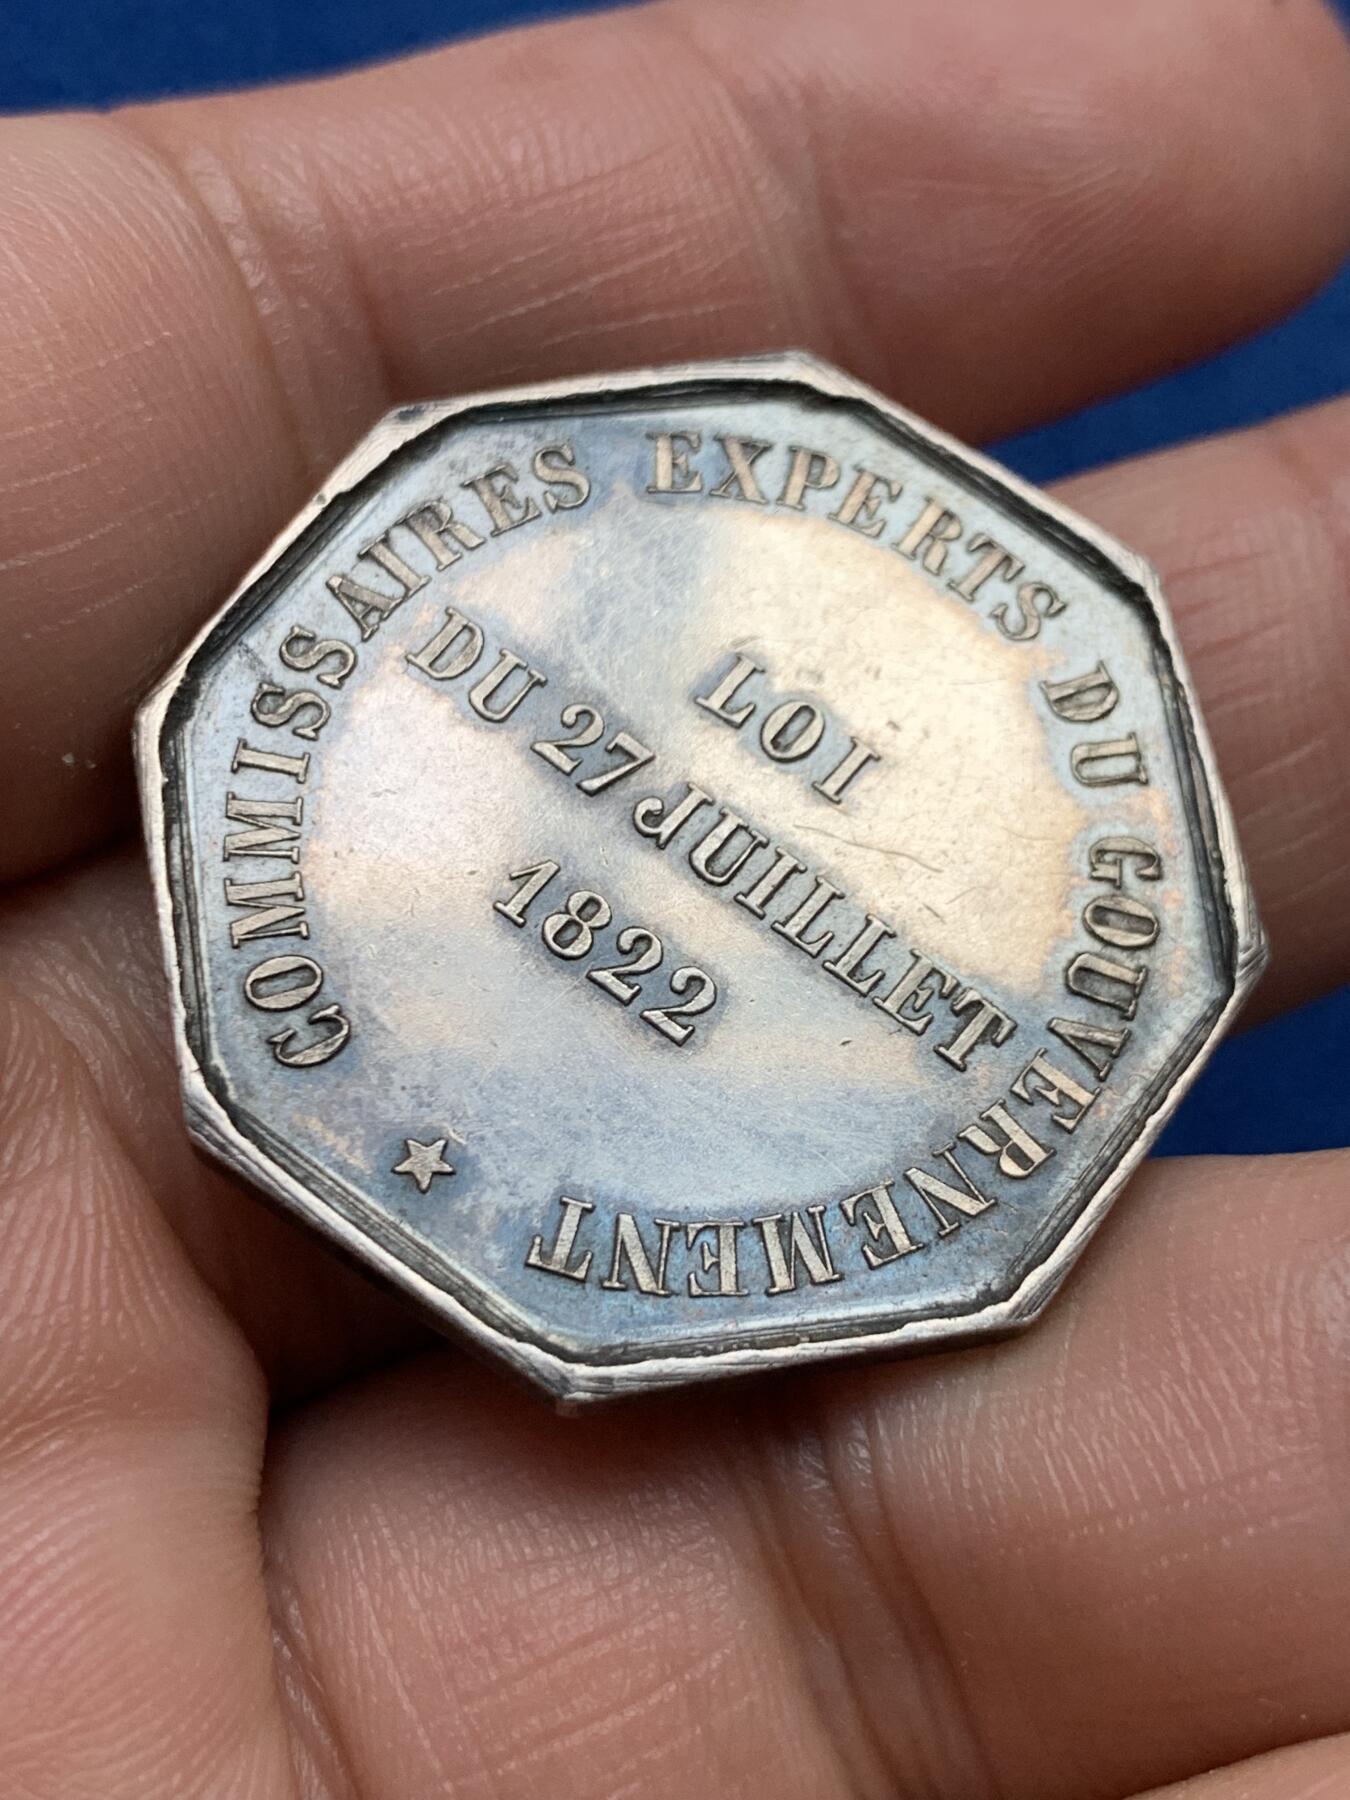 COMMISSAIRES EXPERTS DU GOUVERNEMENT
LOI
DU 27 JUILLET
1822